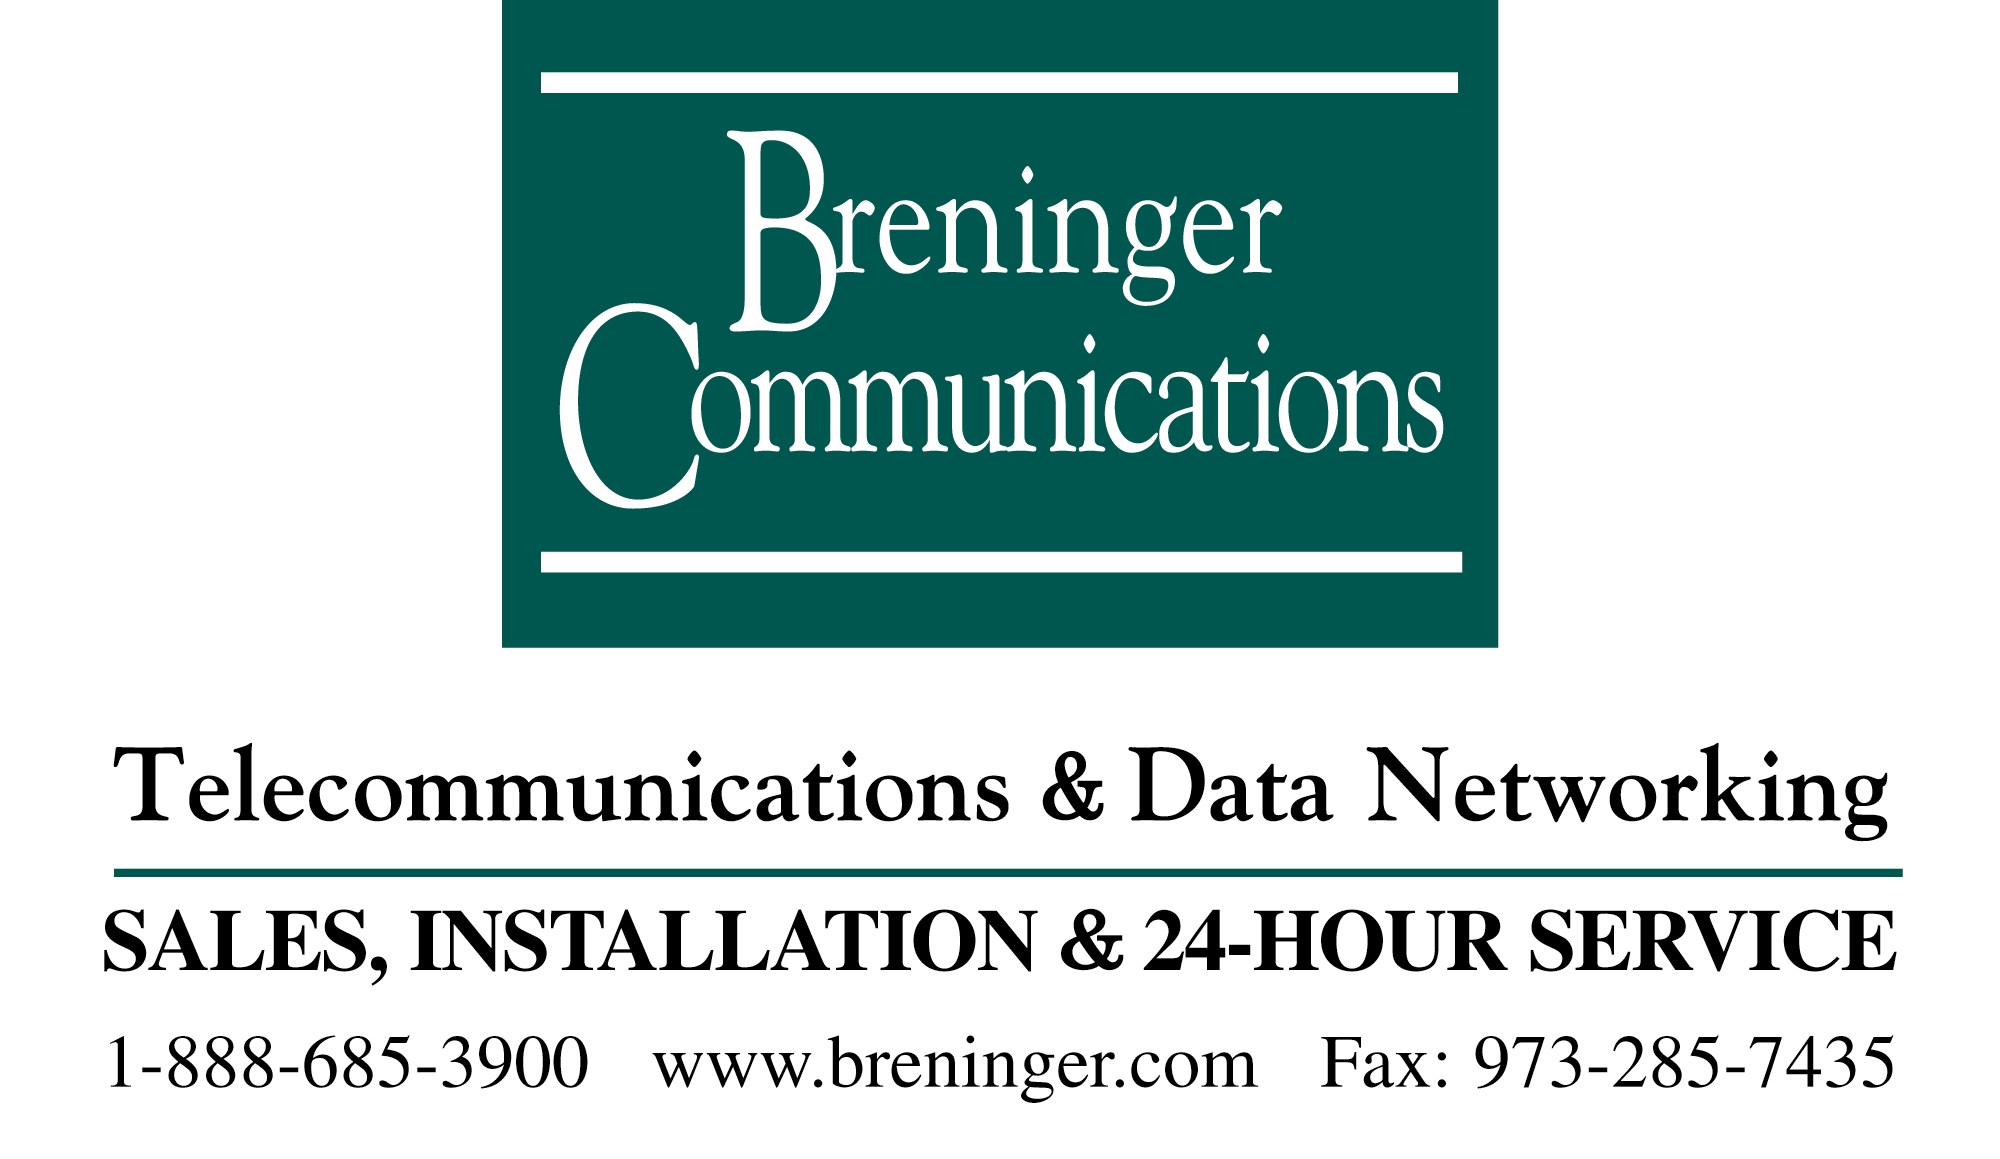 Breninger
Communications
Telecommunications & Data Networking
SALES, INSTALLATION & 24-HOUR SERVICE
1-888-685-3900 www.breninger.com Fax: 973-285-7435